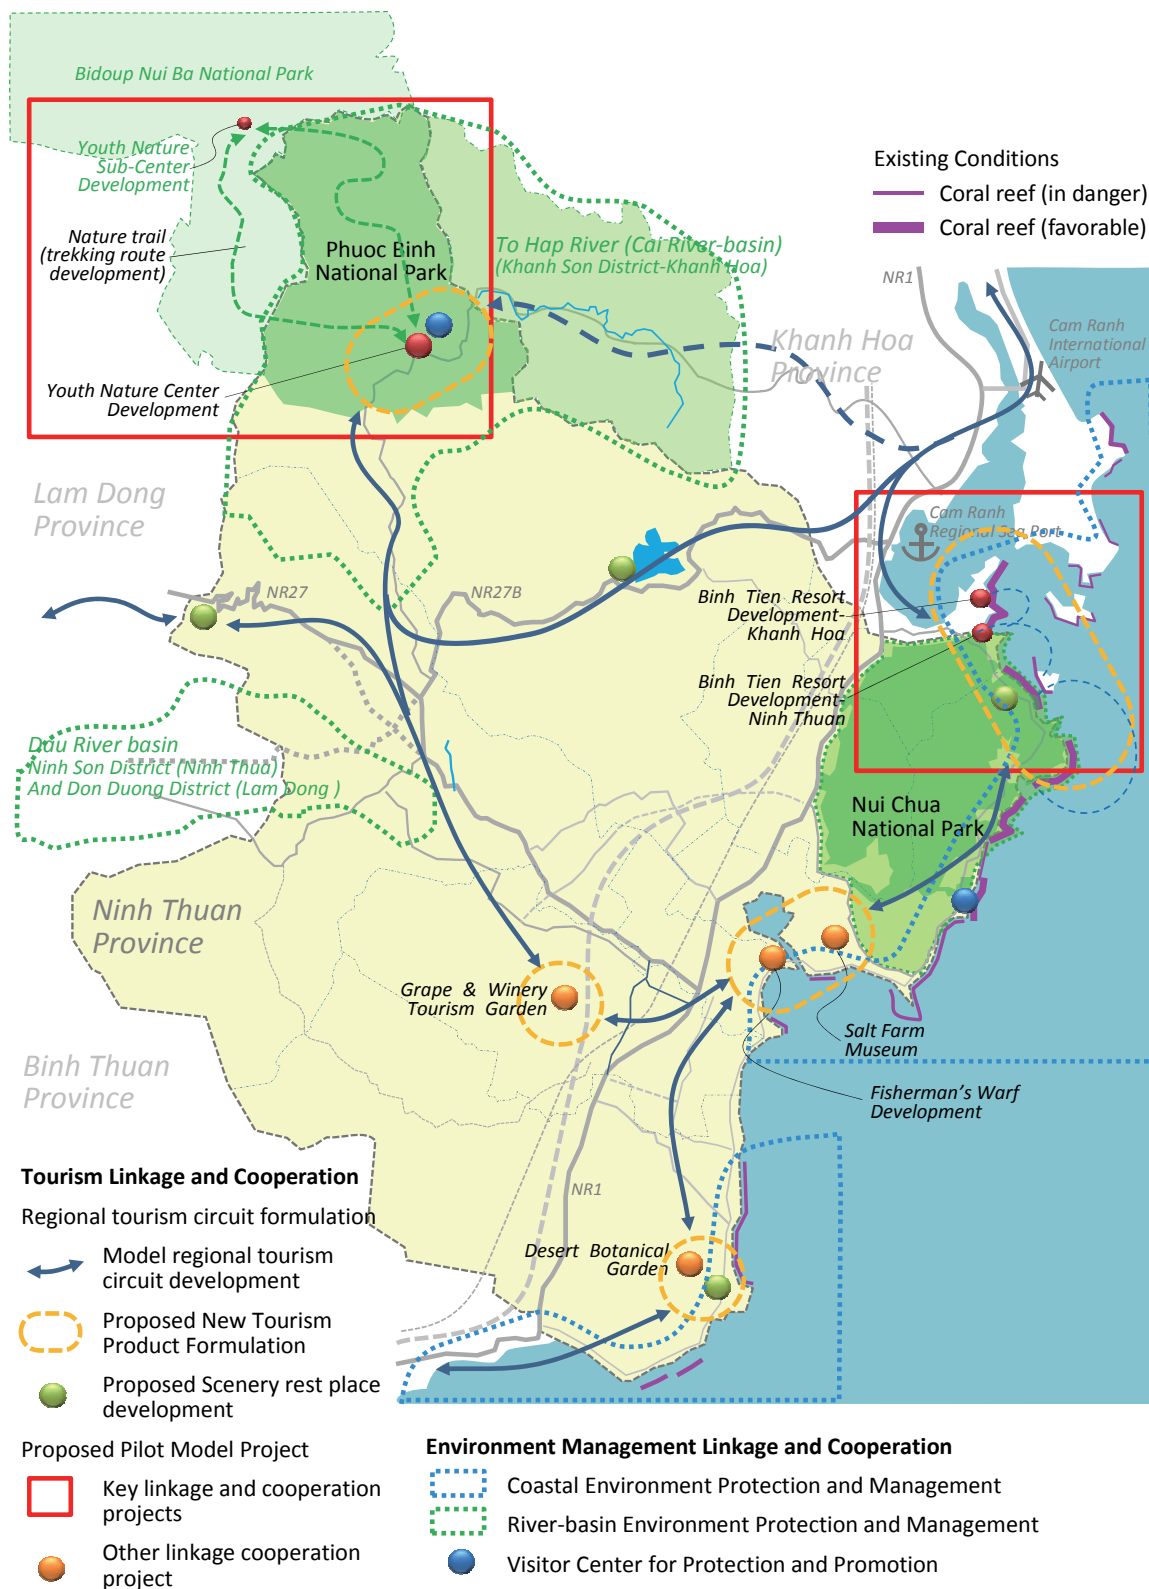 Bidoup Nui Ba National Park
Youth Nature
Sub-Center
Development
Nature trail
(trekking route
development)
Phuoc Binh
National Park
To Hap River (Cai River-basin)
(Khanh Son District-Khanh Hoa)
Youth Nature Center
Development
Existing Conditions
Coral reef (in danger)
Coral reef (favorable)
NR1
Cam Ranh
International
Airport
Khanh Hoa
Province
Lam Dong
Province
Cam Ranh
Regional Sea Port
NR27
NR27B
Binh Tien Resort
Development-
Khanh Hoa
Binh Tien Resort
Development-
Ninh Thuan
Dau River basin
Ninh Son District (Ninh Thua)
And Don Duong District (Lam Dong )
Nui Chua
National Park
Ninh Thuan
Province
Grape & Winery
Tourism Garden
Salt Farm
Museum
Fisherman's Warf
Development
Binh Thuan
Province
NR1
Desert Botanical
Garden
Tourism Linkage and Cooperation
Regional tourism circuit formulation
Model regional tourism
circuit development
Proposed New Tourism
Product Formulation
Proposed Scenery rest place
development
Proposed Pilot Model Project
Key linkage and cooperation
projects
Other linkage cooperation
project
Environment Management Linkage and Cooperation
Coastal Environment Protection and Management
River-basin Environment Protection and Management
Visitor Center for Protection and Promotion